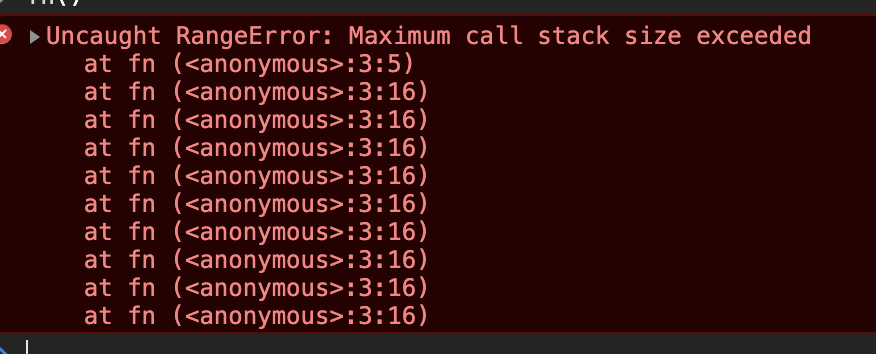 fn()
Uncaught RangeError: Maximum call stack size exceeded
at fn (<anonymous>:3:5)
at fn (<anonymous>:3:16)
at fn (<anonymous>:3:16)
at fn (<anonymous>:3:16)
at fn (<anonymous>:3:16)
at fn (<anonymous>:3:16)
at fn (<anonymous>:3:16)
at fn (<anonymous>:3:16)
at fn (<anonymous>:3:16)
at fn (<anonymous>:3:16)